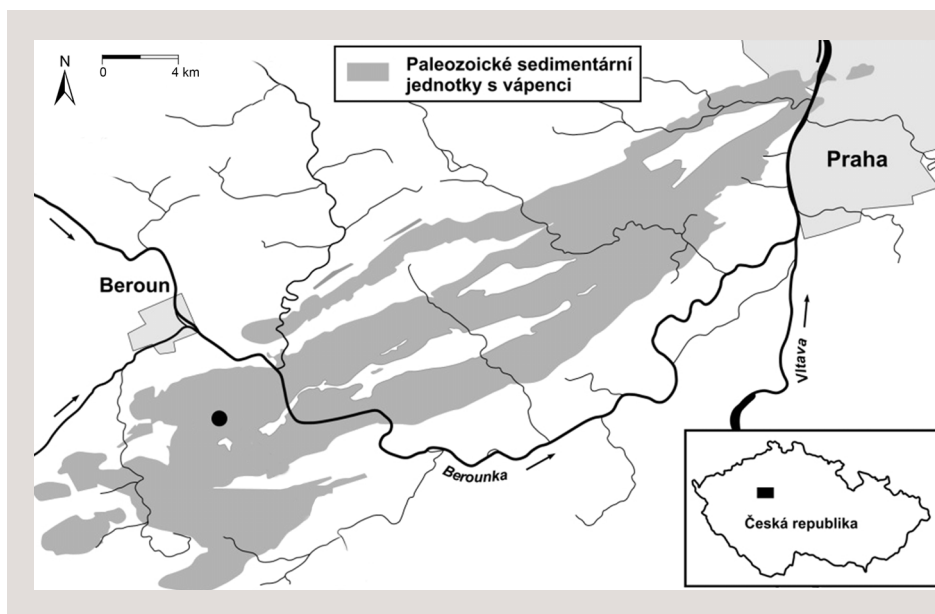 N
0 4 km
Paleozoické sedimentární
jednotky s vápenci
Praha
Beroun
Vltava
Berounka
Česká republika